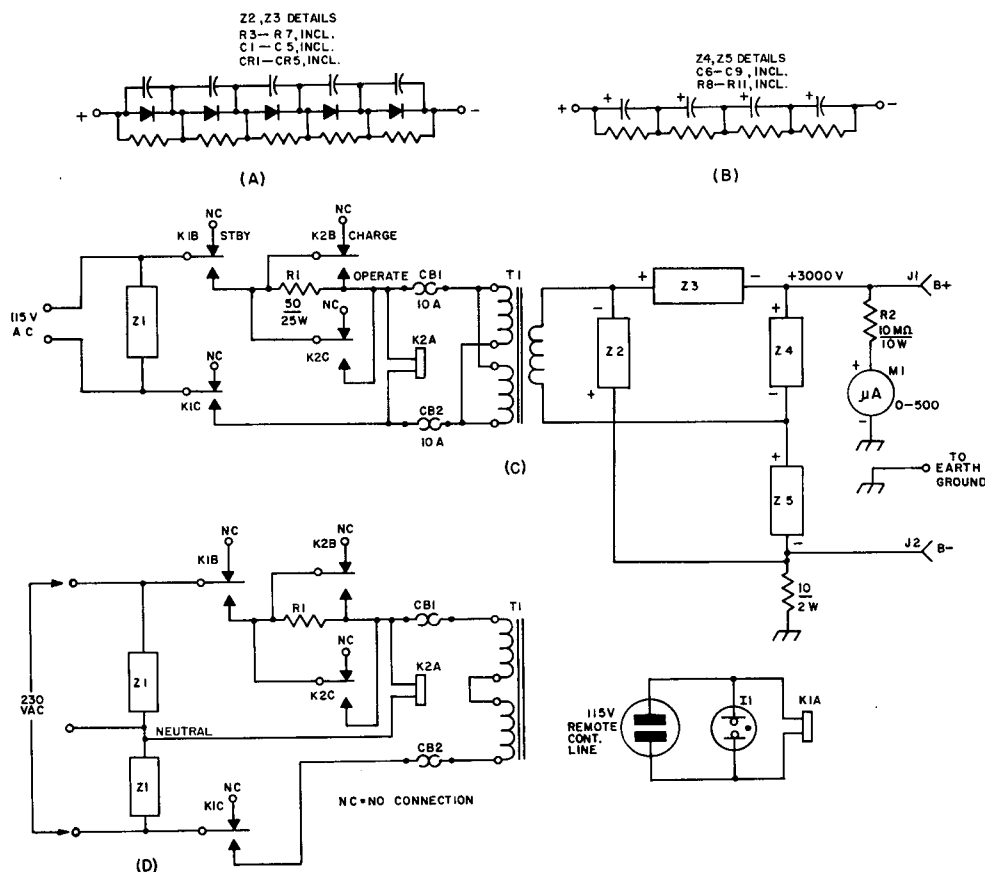 Z2, Z3 DETAILS
R3-R7, INCL.
C1-C5, INCL.
CR1-CR5, INCL.
+
-
(A)
Z4, Z5 DETAILS
C6-C9, INCL.
R8-R11, INCL.
+
+
+
+
+
-
(B)
NC
K1B
STBY
NC
K2B
CHARGE
R1
50
25W
OPERATE
NC
K2C
CB1
10 A
K2A
T1
115 V
A C
Z1
NC
K1C
CB2
10 A
(C)
+
Z3
-
+3000 V
J1
B+
-
Z2
+
+
Z4
-
R2
10 MΩ
10 W
+
M1
μA
0-500
-
+
Z5
-
TO
EARTH
GROUND
J2
B-
10
2 W
NC
K1B
NC
K2B
R1
NC
K2C
CB1
K2A
T1
230
VAC
Z1
NEUTRAL
Z1
NC
K1C
CB2
NC=NO CONNECTION
(D)
115V
REMOTE
CONT.
LINE
I1
K1A